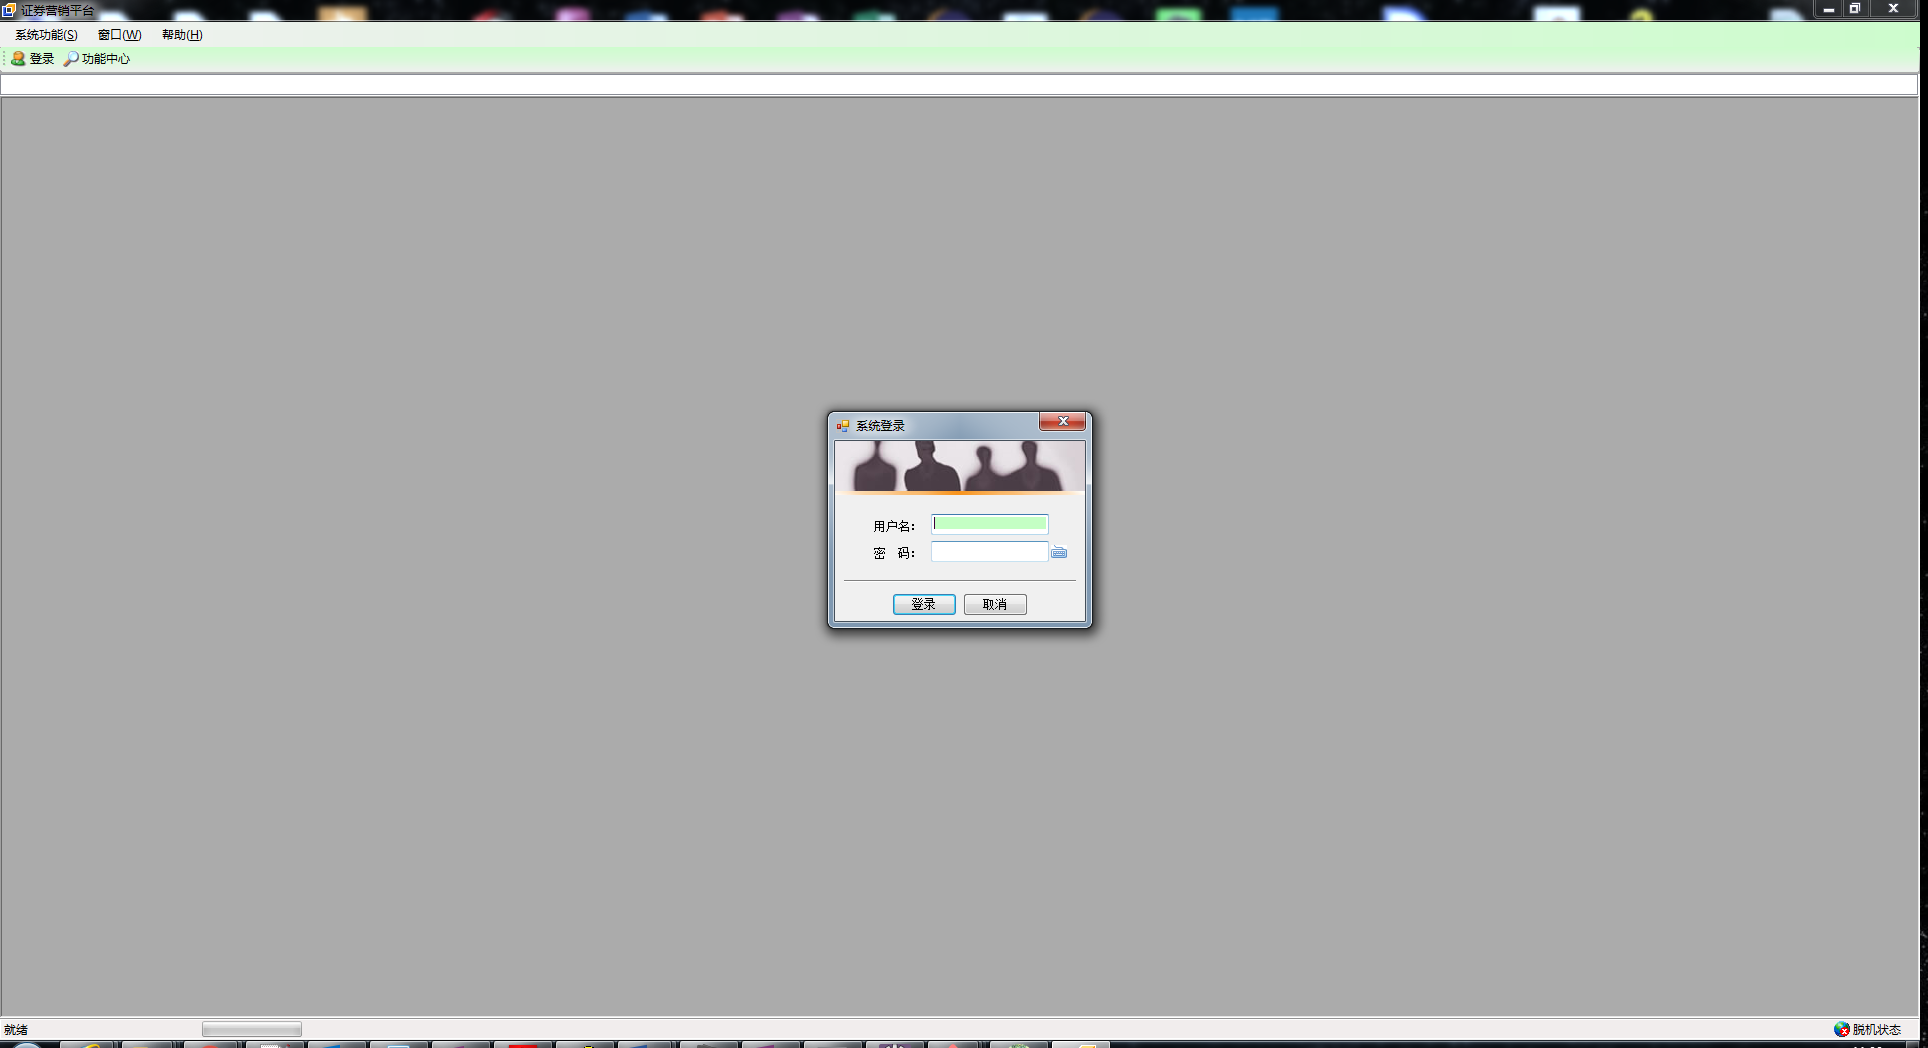 证券营销平台
系统功能(S) 窗口(W) 帮助(H)
登录 功能中心
系统登录
用户名：
密 码：
登录 取消
就绪 脱机状态